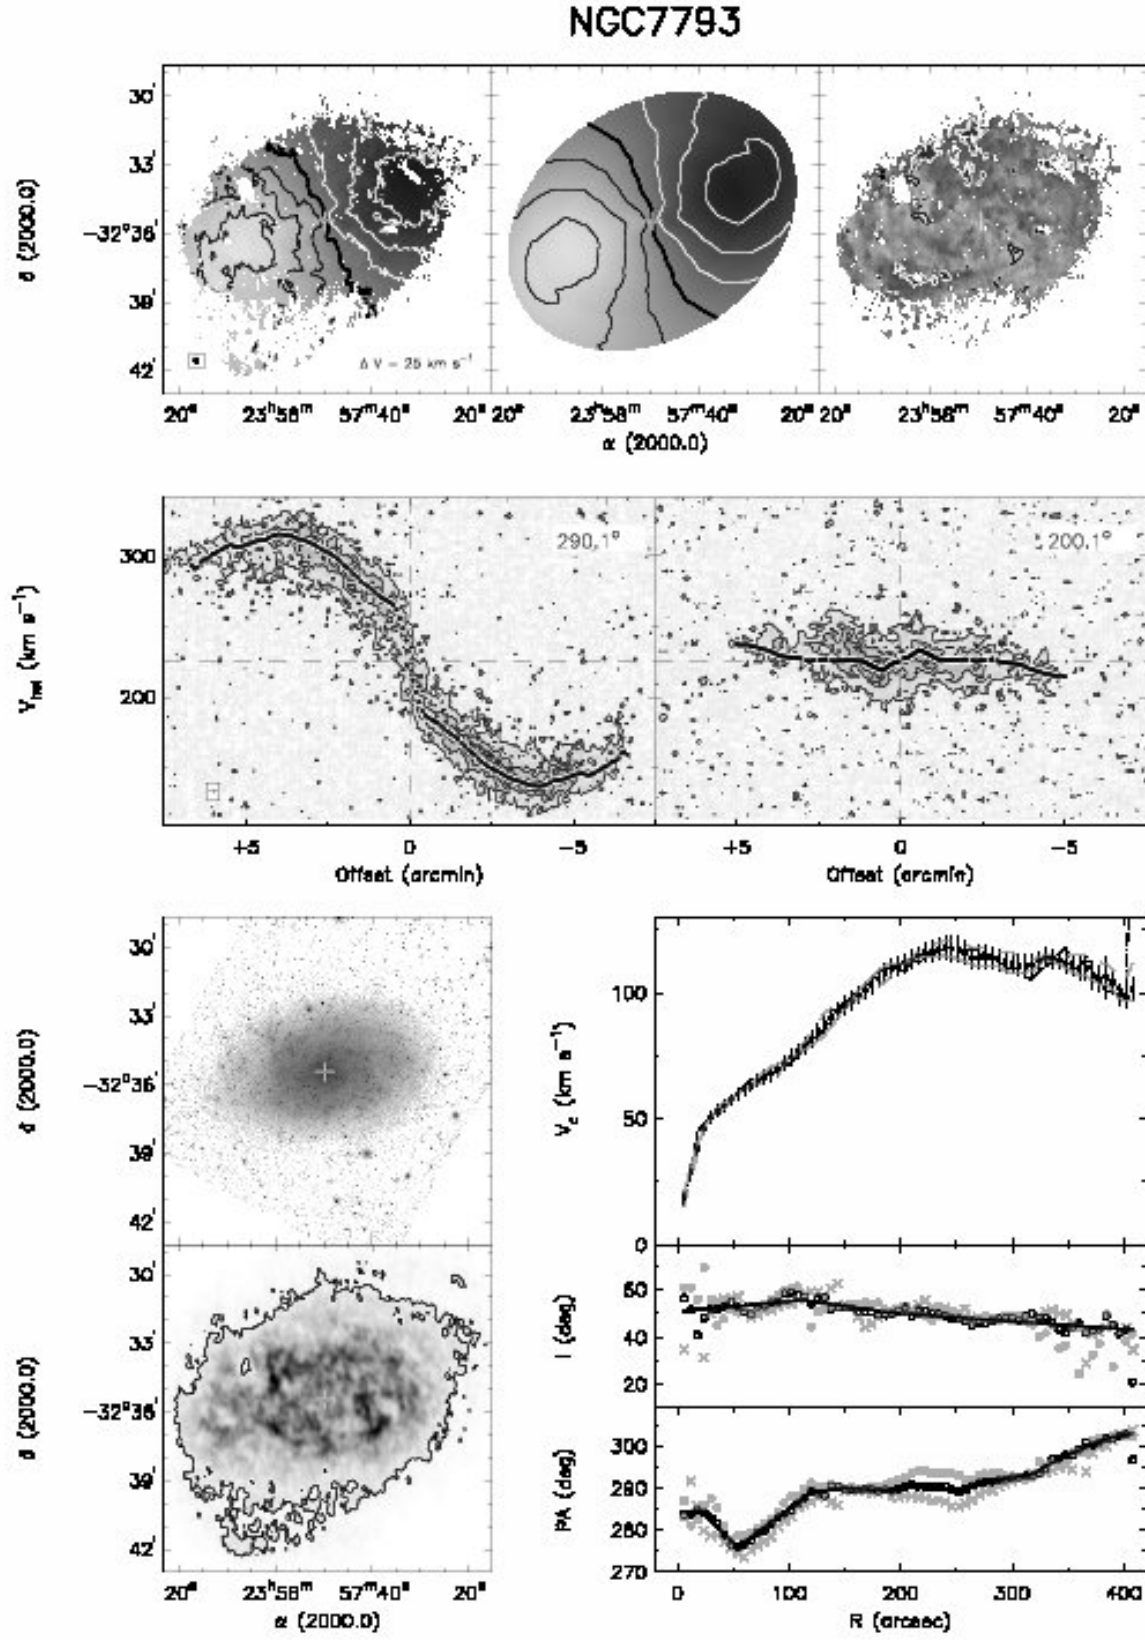 NGC7793
30'
33'
δ (2000.0)
−32°36'
39'
42'
Δ V = 25 km s⁻¹
20ˢ 23ʰ58ᵐ 57ᵐ40ˢ 20ˢ 20ˢ 23ʰ58ᵐ 57ᵐ40ˢ 20ˢ 23ʰ58ᵐ 57ᵐ40ˢ 20ˢ
α (2000.0)
290.1° 200.1°
300
V_hel (km s⁻¹)
200
+5 0 −5 +5 0 −5
Offset (arcmin) Offset (arcmin)
30'
33'
δ (2000.0)
−32°36'
39'
42'
30'
33'
δ (2000.0)
−32°36'
39'
42'
20ˢ 23ʰ58ᵐ 57ᵐ40ˢ 20ˢ
α (2000.0)
100
V_c (km s⁻¹)
50
0
60
I (deg)
40
20
300
PA (deg)
290
280
270
0 100 200 300 400
R (arcsec)